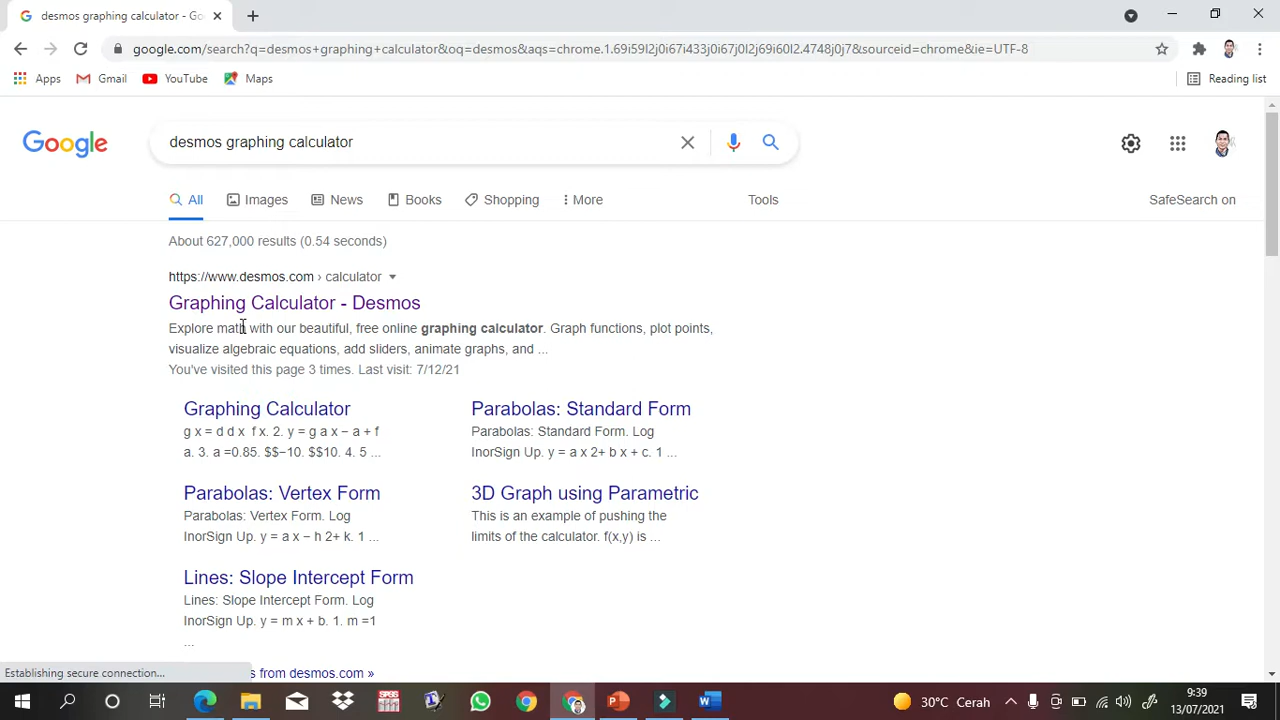 desmos graphing calculator - Go
google.com/search?q=desmos+graphing+calculator&oq=desmos&aqs=chrome.1.69i59l2j0i67i433j0i67j0l2j69i60l2.4748j0j7&sourceid=chrome&ie=UTF-8
Apps Gmail YouTube Maps Reading list
Google desmos graphing calculator
All Images News Books Shopping More Tools SafeSearch on
About 627,000 results (0.54 seconds)
https://www.desmos.com › calculator
Graphing Calculator - Desmos
Explore math with our beautiful, free online graphing calculator. Graph functions, plot points,
visualize algebraic equations, add sliders, animate graphs, and ...
You've visited this page 3 times. Last visit: 7/12/21
Graphing Calculator
g x = d d x f x. 2. y = g a x − a + f
a. 3. a =0.85. $$−10. $$10. 4. 5 ...
Parabolas: Standard Form
Parabolas: Standard Form. Log
InorSign Up. y = a x 2+ b x + c. 1 ...
Parabolas: Vertex Form
Parabolas: Vertex Form. Log
InorSign Up. y = a x − h 2+ k. 1 ...
3D Graph using Parametric
This is an example of pushing the
limits of the calculator. f(x,y) is ...
Lines: Slope Intercept Form
Lines: Slope Intercept Form. Log
InorSign Up. y = m x + b. 1. m =1
...
s from desmos.com »
Establishing secure connection...
30°C Cerah
9:39
13/07/2021